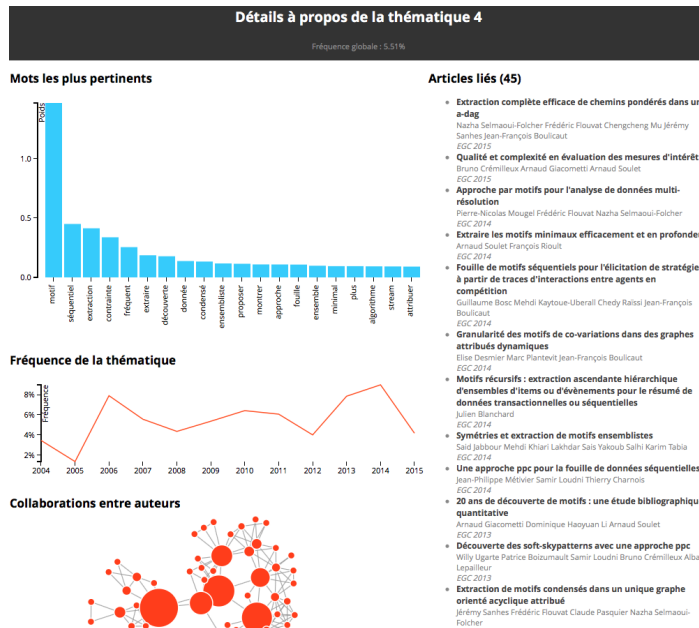 Détails à propos de la thématique 4
Fréquence globale : 5.51%
Mots les plus pertinents
Poids
1.0
0.5
0.0
motif
séquentiel
extraction
contrainte
fréquent
extraire
découverte
donnée
condensé
ensembliste
proposer
montrer
approche
fouille
ensemble
minimal
plus
algorithme
stream
attribuer
Fréquence de la thématique
Fréquence
8%
6%
4%
2%
2004 2005 2006 2007 2008 2009 2010 2011 2012 2013 2014 2015
Collaborations entre auteurs
Articles liés (45)
Extraction complète efficace de chemins pondérés dans un
a-dag
Nazha Selmaoui-Folcher Frédéric Flouvat Chengcheng Mu Jérémy
Sanhes Jean-François Boulicaut
EGC 2015
Qualité et complexité en évaluation des mesures d'intérêt
Bruno Crémilleux Arnaud Giacometti Arnaud Soulet
EGC 2015
Approche par motifs pour l'analyse de données multi-
résolution
Pierre-Nicolas Mougel Frédéric Flouvat Nazha Selmaoui-Folcher
EGC 2014
Extraire les motifs minimaux efficacement et en profonde
Arnaud Soulet François Rioult
EGC 2014
Fouille de motifs séquentiels pour l'élicitation de stratégie
à partir de traces d'interactions entre agents en
compétition
Guillaume Bosc Mehdi Kaytoue-Uberall Chedy Raïssi Jean-François
Boulicaut
EGC 2014
Granularité des motifs de co-variations dans des graphes
attribués dynamiques
Elise Desmier Marc Plantevit Jean-François Boulicaut
EGC 2014
Motifs récursifs : extraction ascendante hiérarchique
d'ensembles d'items ou d'évènements pour le résumé de
données transactionnelles ou séquentielles
Julien Blanchard
EGC 2014
Symétries et extraction de motifs ensemblistes
Said Jabbour Mehdi Khiari Lakhdar Sais Yakoub Salhi Karim Tabia
EGC 2014
Une approche ppc pour la fouille de données séquentielles
Jean-Philippe Métivier Samir Loudni Thierry Charnois
EGC 2014
20 ans de découverte de motifs : une étude bibliographiqu
quantitative
Arnaud Giacometti Dominique Haoyuan Li Arnaud Soulet
EGC 2013
Découverte des soft-skypatterns avec une approche ppc
Willy Ugarte Patrice Boizumault Samir Loudni Bruno Crémilleux Alba
Lepailleur
EGC 2013
Extraction de motifs condensés dans un unique graphe
orienté acyclique attribué
Jérémy Sanhes Frédéric Flouvat Claude Pasquier Nazha Selmaoui-
Folcher